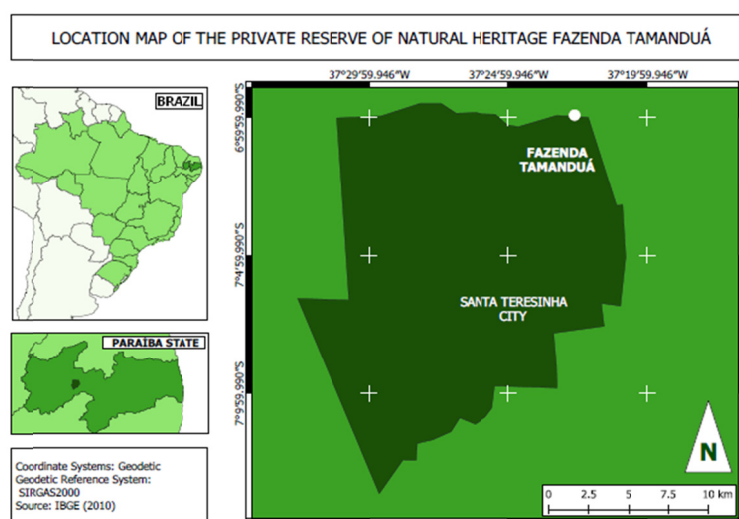 LOCATION MAP OF THE PRIVATE RESERVE OF NATURAL HERITAGE FAZENDA TAMANDUÁ
BRAZIL
37°29'59.946"W
37°24'59.946"W
37°19'59.946"W
6°59'59.990"S
7°4'59.990"S
7°9'59.990"S
FAZENDA
TAMANDUÁ
SANTA TERESINHA
CITY
PARAÍBA STATE
Coordinate Systems: Geodetic
Geodetic Reference System:
SIRGAS2000
Source: IBGE (2010)
N
0 2.5 5 7.5 10 km